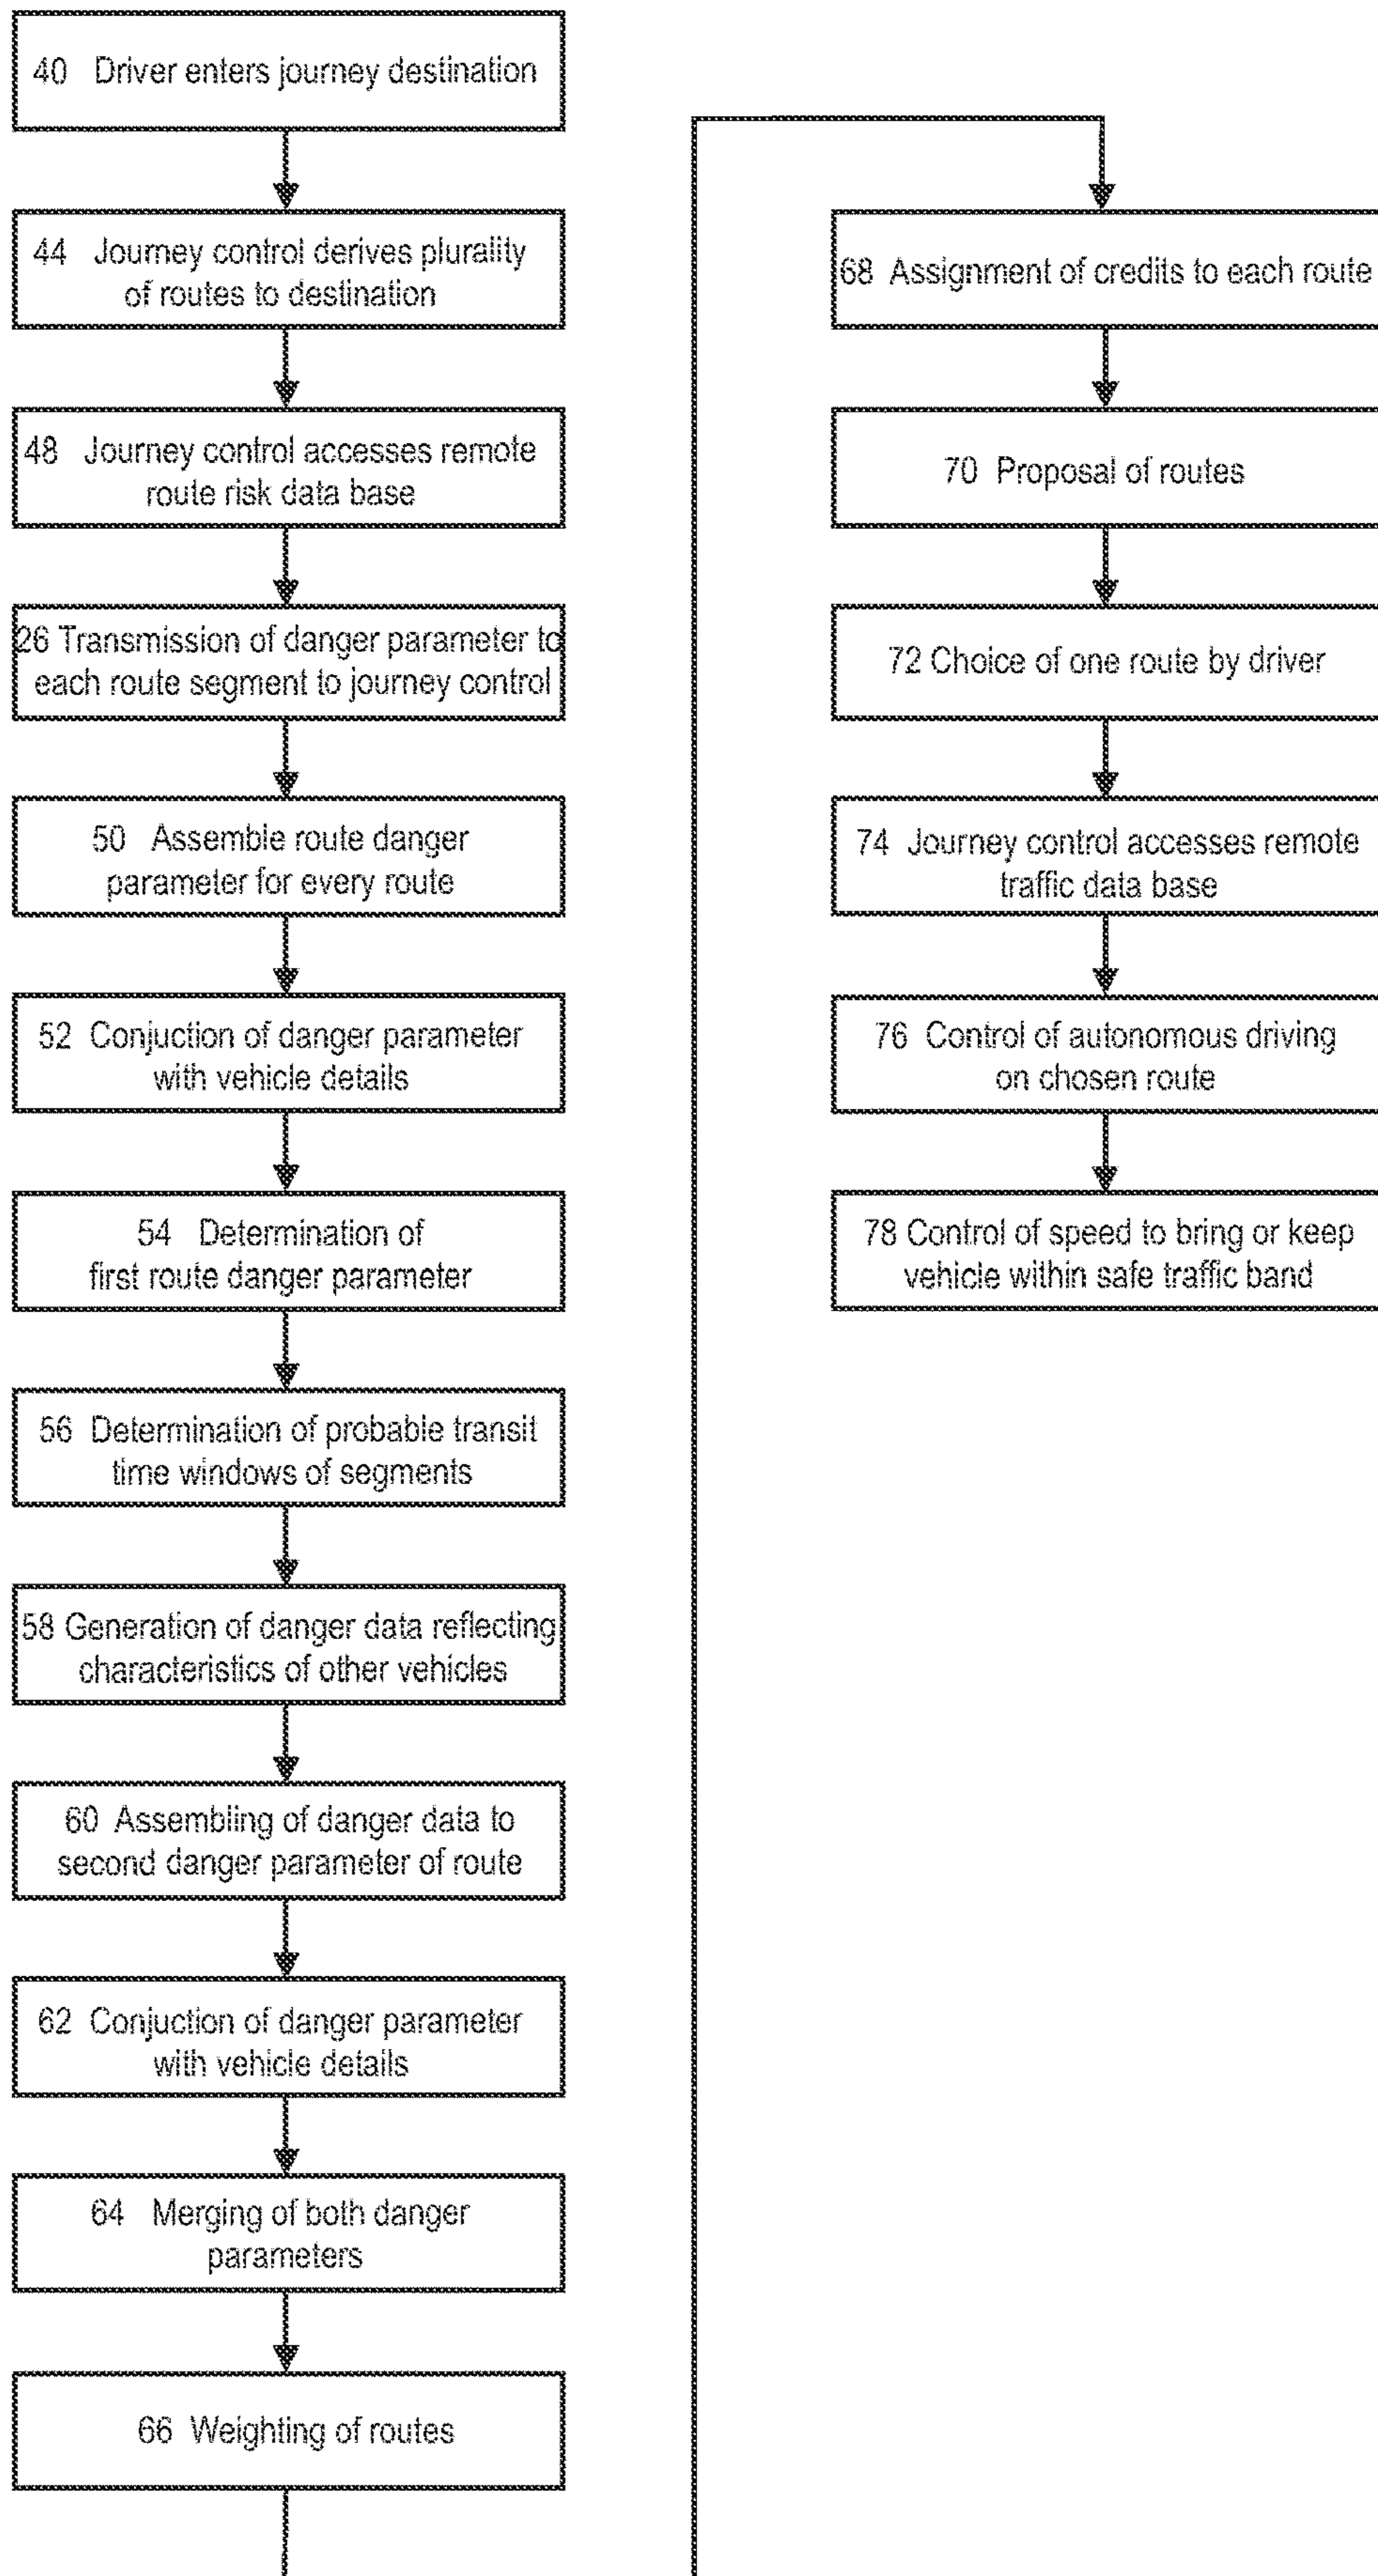 40 Driver enters journey destination
44 Journey control derives plurality
of routes to destination
48 Journey control accesses remote
route risk data base
26 Transmission of danger parameter to
each route segment to journey control
50 Assemble route danger
parameter for every route
52 Conjuction of danger parameter
with vehicle details
54 Determination of
first route danger parameter
56 Determination of probable transit
time windows of segments
58 Generation of danger data reflecting
characteristics of other vehicles
60 Assembling of danger data to
second danger parameter of route
62 Conjuction of danger parameter
with vehicle details
64 Merging of both danger
parameters
66 Weighting of routes
68 Assignment of credits to each route
70 Proposal of routes
72 Choice of one route by driver
74 Journey control accesses remote
traffic data base
76 Control of autonomous driving
on chosen route
78 Control of speed to bring or keep
vehicle within safe traffic band